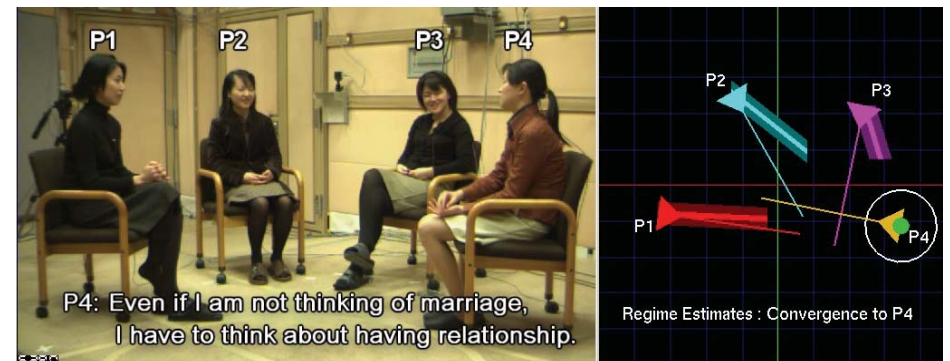 P1 P2 P3 P4
P4: Even if I am not thinking of marriage,
I have to think about having relationship.
P2
P3
P1
P4
Regime Estimates : Convergence to P4